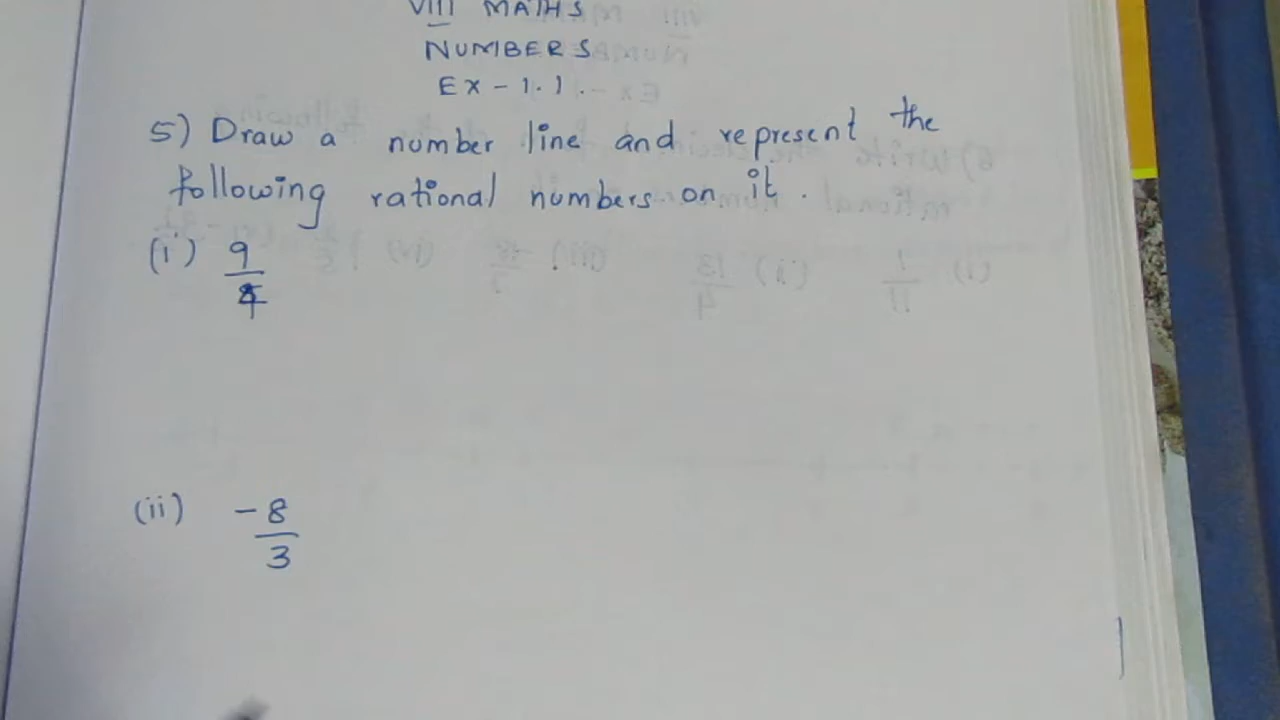 VIII MATHS
NUMBERS
Ex - 1.1.
5) Draw a number line and represent the
following rational numbers on it.
(i) 9/4
(ii) -8/3